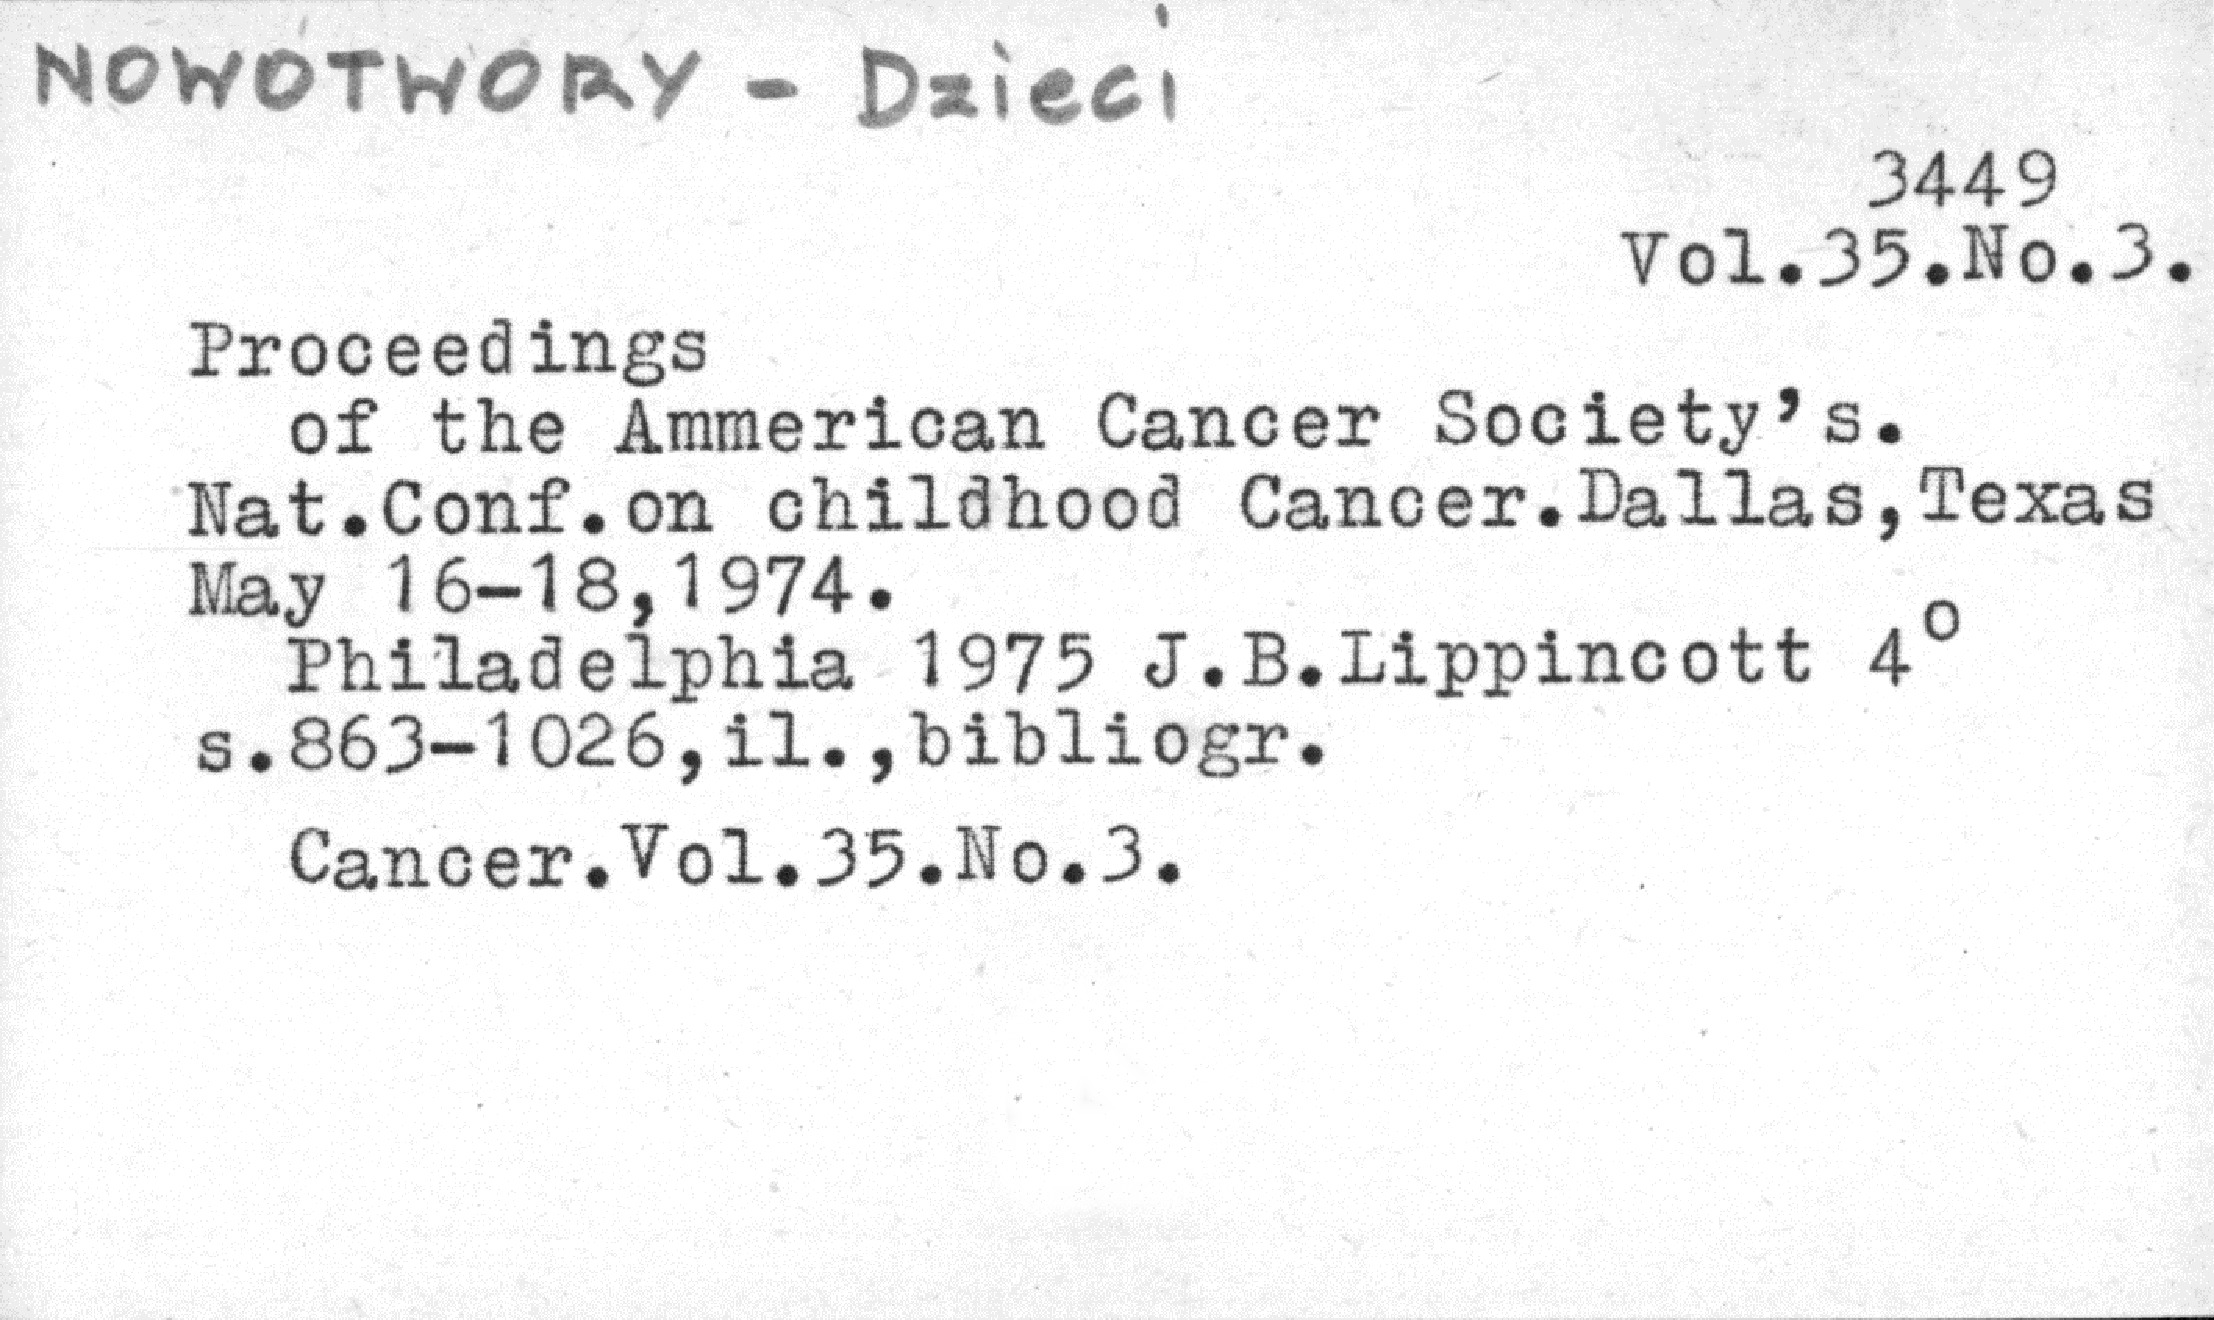 NOWOTWORY - Dzieci
3449
Vol.35.No.3.
Proceedings
of the Ammerican Cancer Society's.
Nat.Conf.on childhood Cancer.Dallas,Texas
May 16-18,1974.
Philadelphia 1975 J.B.Lippincott 4°
s.863-1026,il.,bibliogr.
Cancer.Vol.35.No.3.